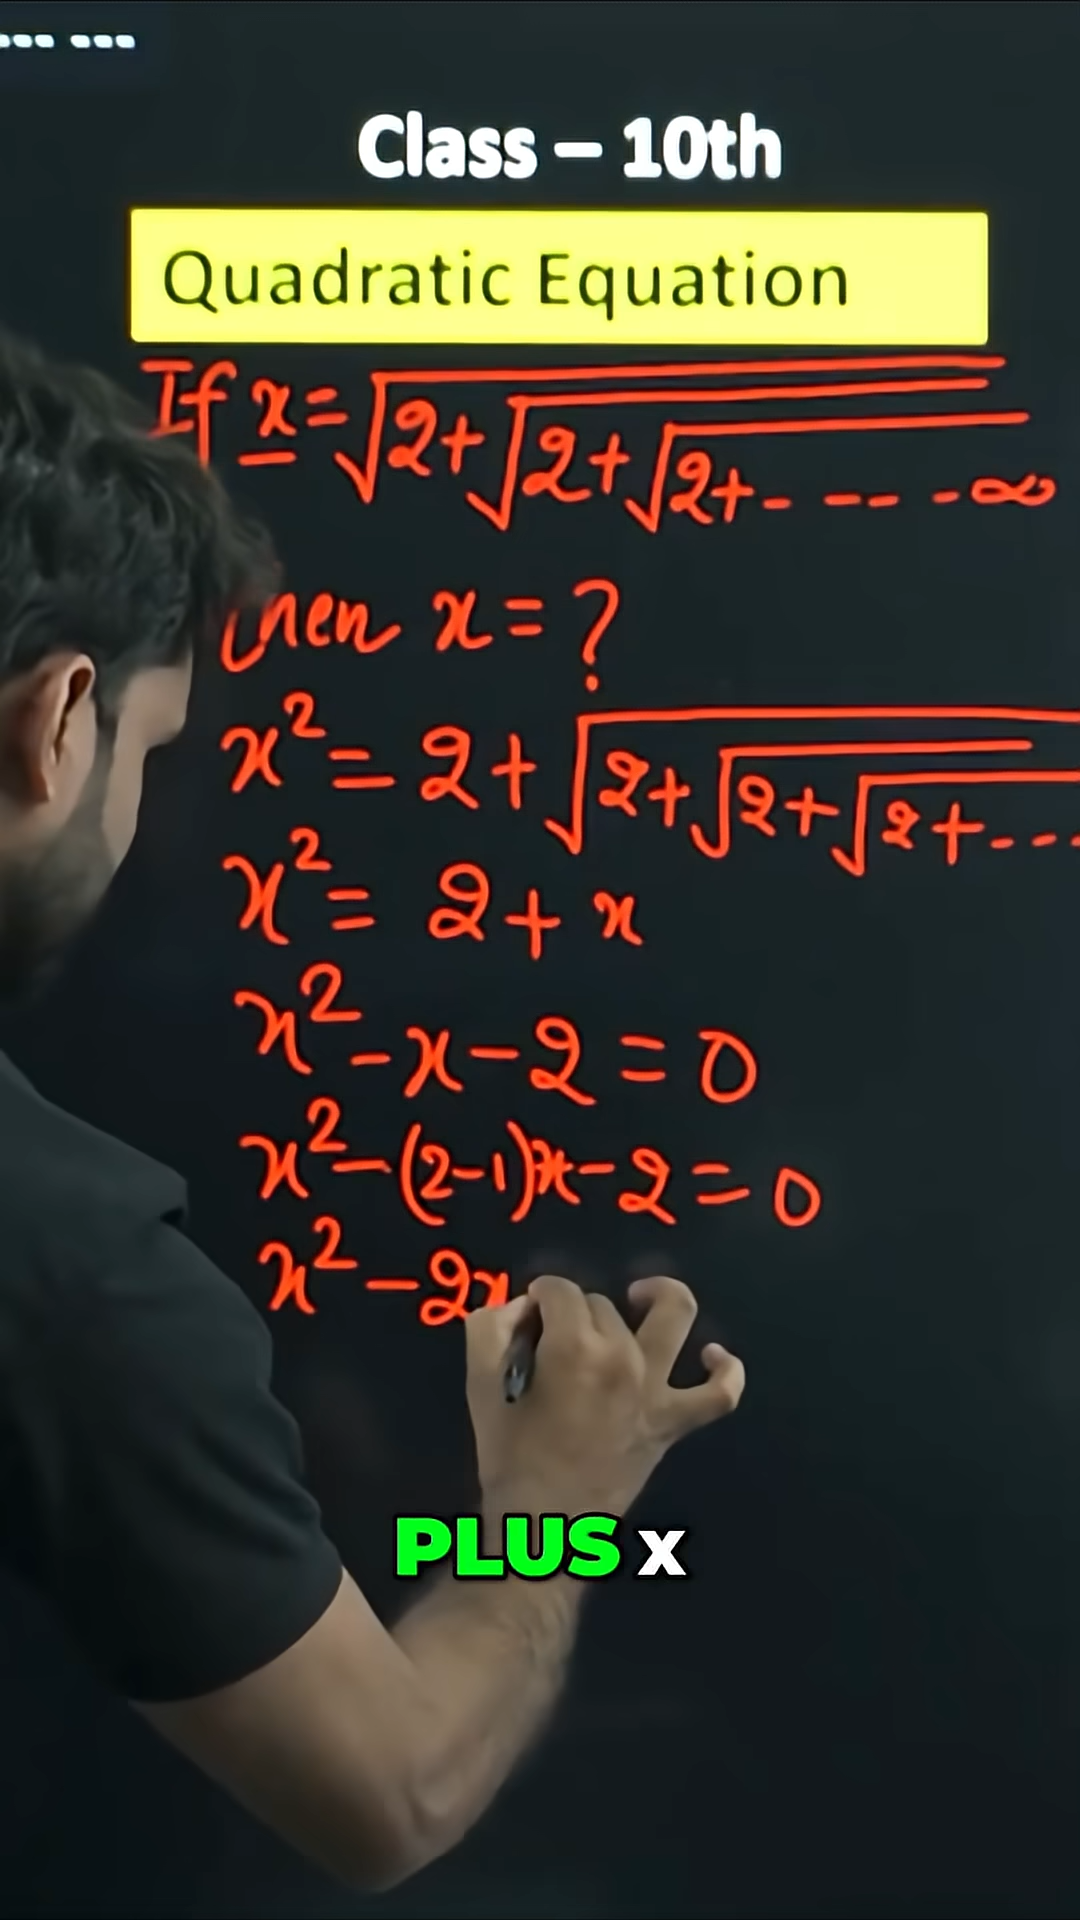 Class – 10th
Quadratic Equation
If x = √2+√2+√2+- -- -∞
then x = ?
x² = 2+√2+√2+√2+---
x² = 2+x
x²-x-2=0
x²-(2-1)x-2=0
x²-2x
PLUS x